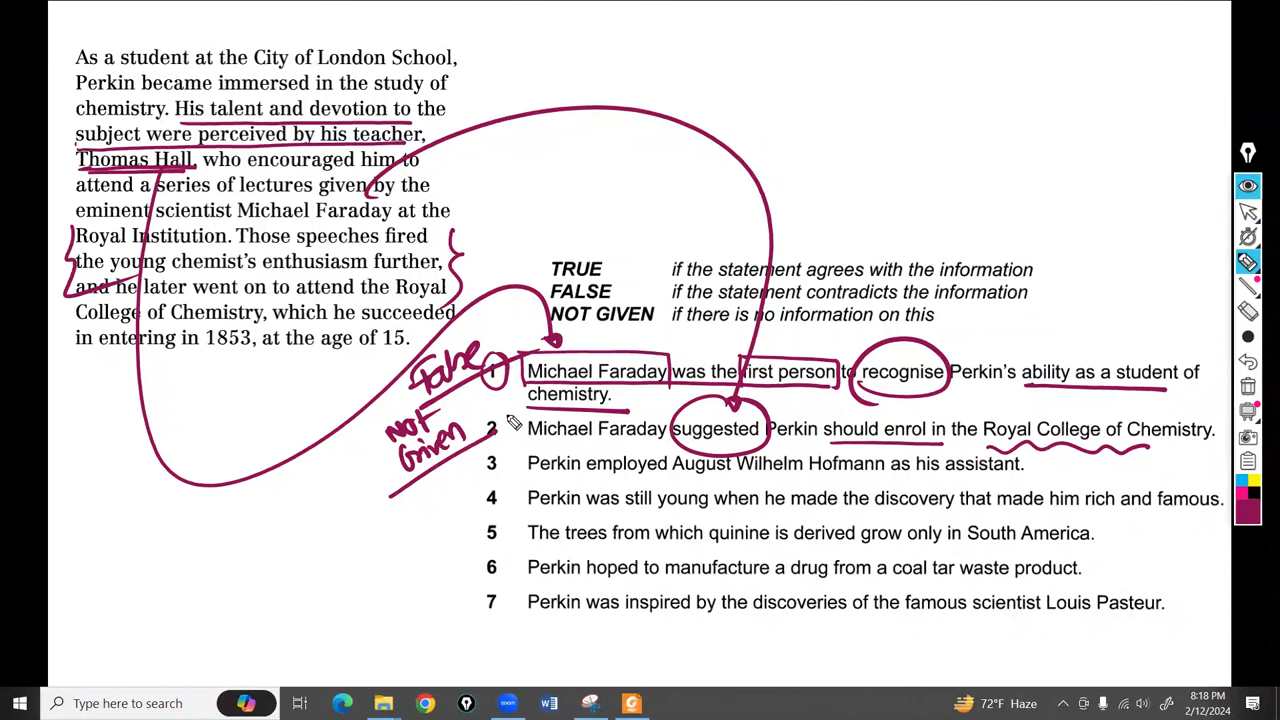 As a student at the City of London School,
Perkin became immersed in the study of
chemistry. His talent and devotion to the
subject were perceived by his teacher,
Thomas Hall, who encouraged him to
attend a series of lectures given by the
eminent scientist Michael Faraday at the
Royal Institution. Those speeches fired
the young chemist's enthusiasm further,
and he later went on to attend the Royal
College of Chemistry, which he succeeded
in entering in 1853, at the age of 15.
TRUE if the statement agrees with the information
FALSE if the statement contradicts the information
NOT GIVEN if there is no information on this
False
1 Michael Faraday was the first person to recognise Perkin's ability as a student of
chemistry.
NOT
Given
2 Michael Faraday suggested Perkin should enrol in the Royal College of Chemistry.
3 Perkin employed August Wilhelm Hofmann as his assistant.
4 Perkin was still young when he made the discovery that made him rich and famous.
5 The trees from which quinine is derived grow only in South America.
6 Perkin hoped to manufacture a drug from a coal tar waste product.
7 Perkin was inspired by the discoveries of the famous scientist Louis Pasteur.
Type here to search
72°F Haze
8:18 PM
2/12/2024